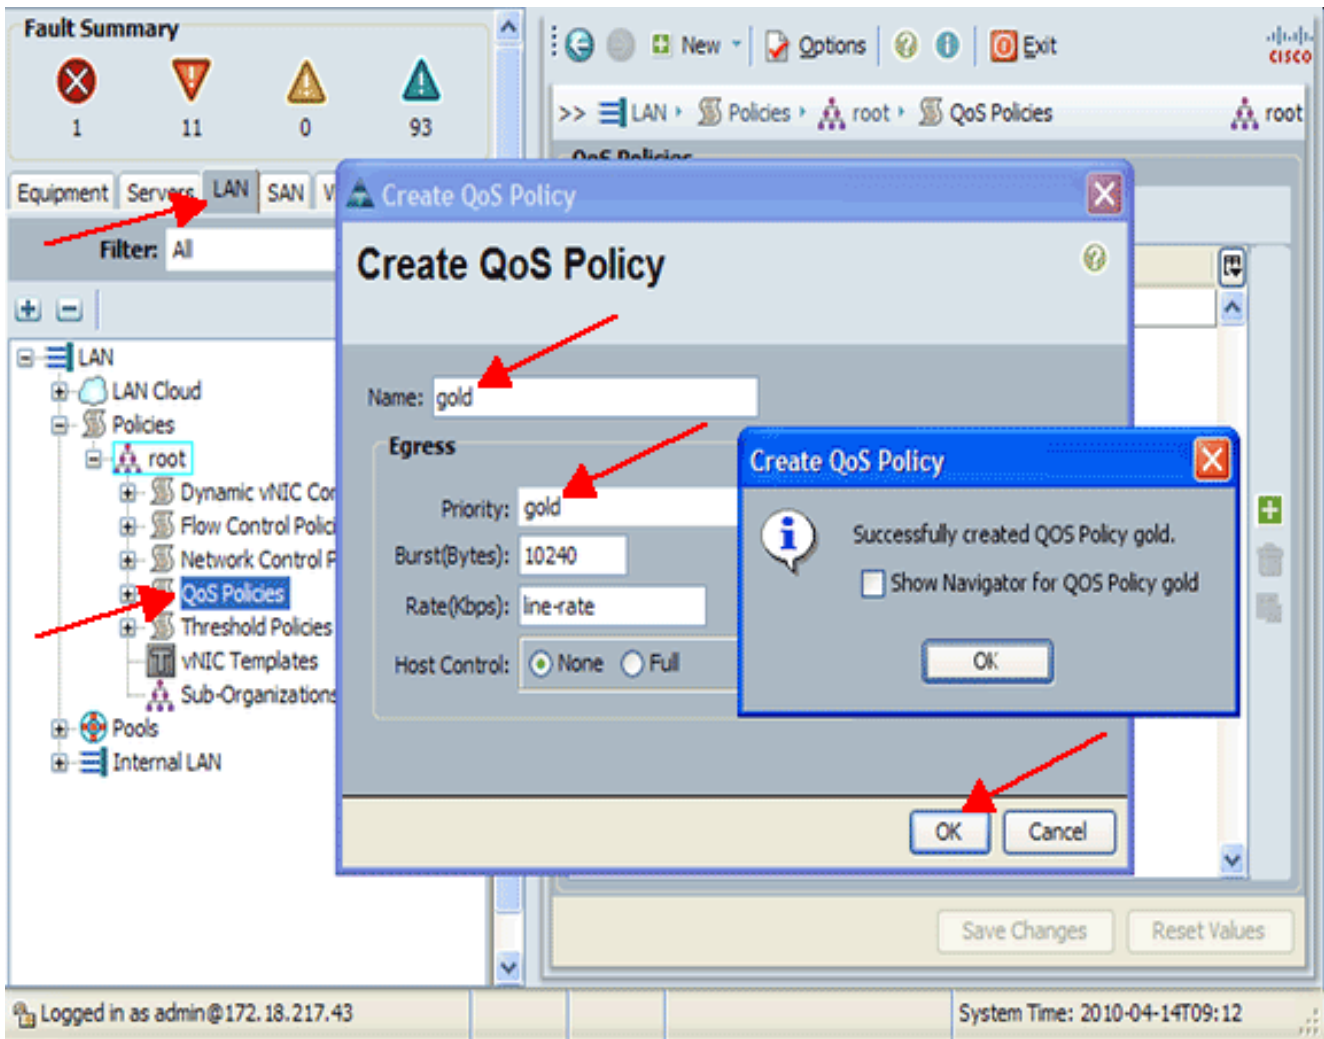 Fault Summary
1 11 0 93
New Options Exit
CISCO
>> LAN Policies root QoS Policies root
QoS Policies
Equipment Servers LAN SAN V
Filter: All
LAN
LAN Cloud
Policies
root
Dynamic vNIC Con
Flow Control Polici
Network Control P
QoS Policies
Threshold Policies
vNIC Templates
Sub-Organizations
Pools
Internal LAN
Create QoS Policy
Create QoS Policy
Name: gold
Egress
Priority: gold
Burst(Bytes): 10240
Rate(Kbps): line-rate
Host Control: None Full
Create QoS Policy
Successfully created QOS Policy gold.
Show Navigator for QOS Policy gold
OK
OK Cancel
Save Changes Reset Values
Logged in as admin@172.18.217.43
System Time: 2010-04-14T09:12